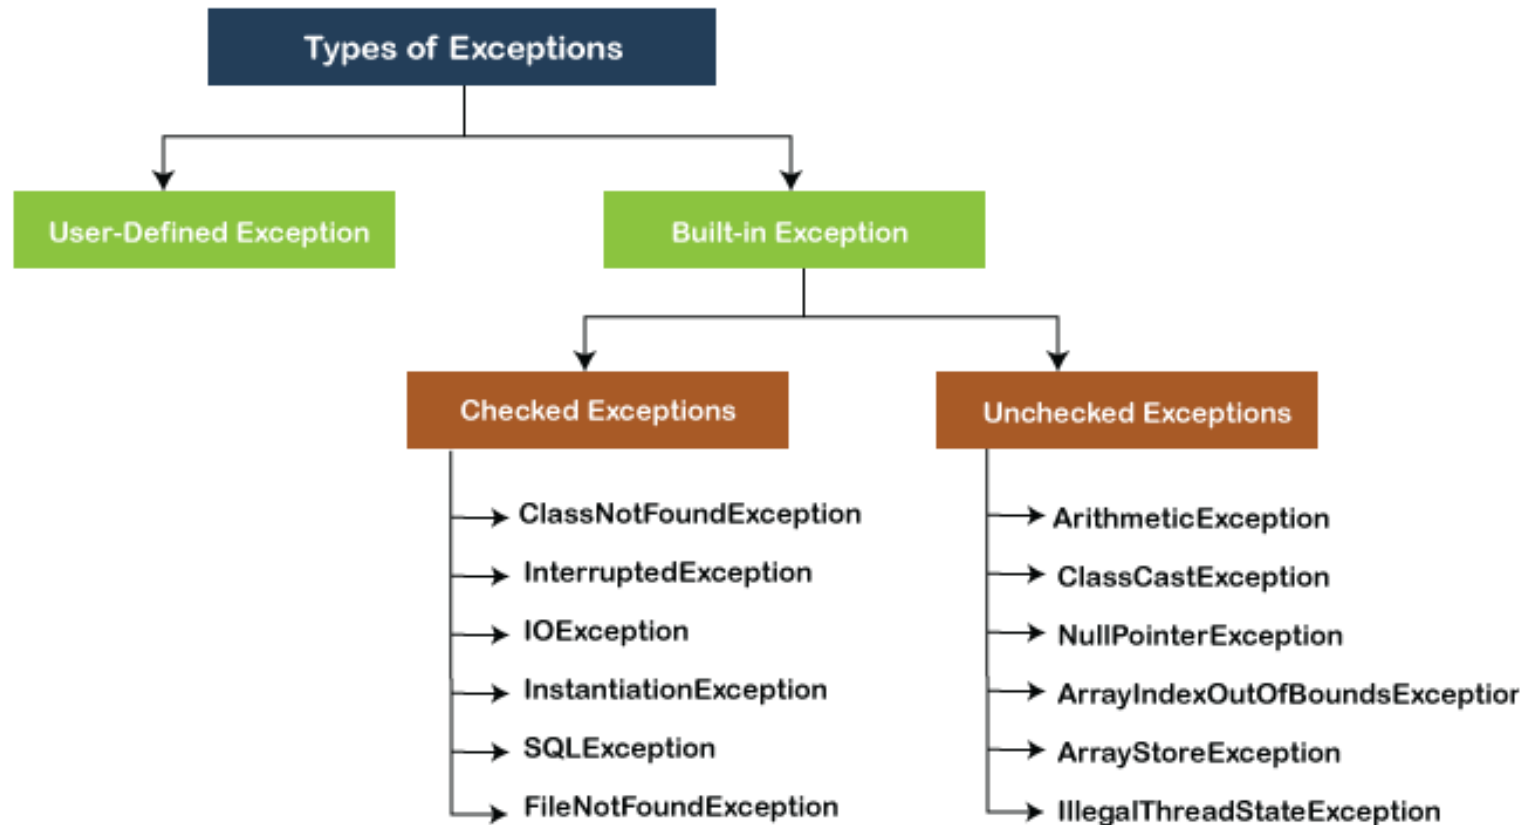 Types of Exceptions
User-Defined Exception
Built-in Exception
Checked Exceptions
Unchecked Exceptions
ClassNotFoundException
InterruptedException
IOException
InstantiationException
SQLException
FileNotFoundException
ArithmeticException
ClassCastException
NullPointerException
ArrayIndexOutOfBoundsException
ArrayStoreException
IllegalThreadStateException